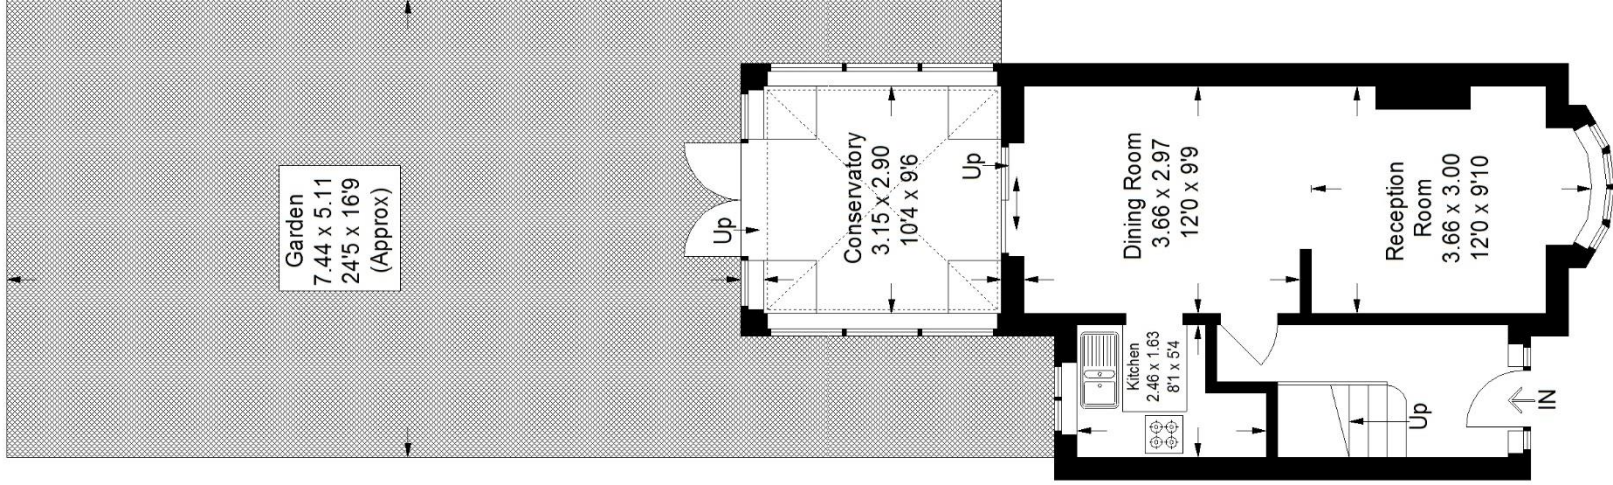 Garden
7.44 x 5.11
24'5 x 16'9
(Approx)
Up
Conservatory
3.15 x 2.90
10'4 x 9'6
Up
Dining Room
3.66 x 2.97
12'0 x 9'9
Reception
Room
3.66 x 3.00
12'0 x 9'10
Kitchen
2.46 x 1.63
8'1 x 5'4
Up
IN